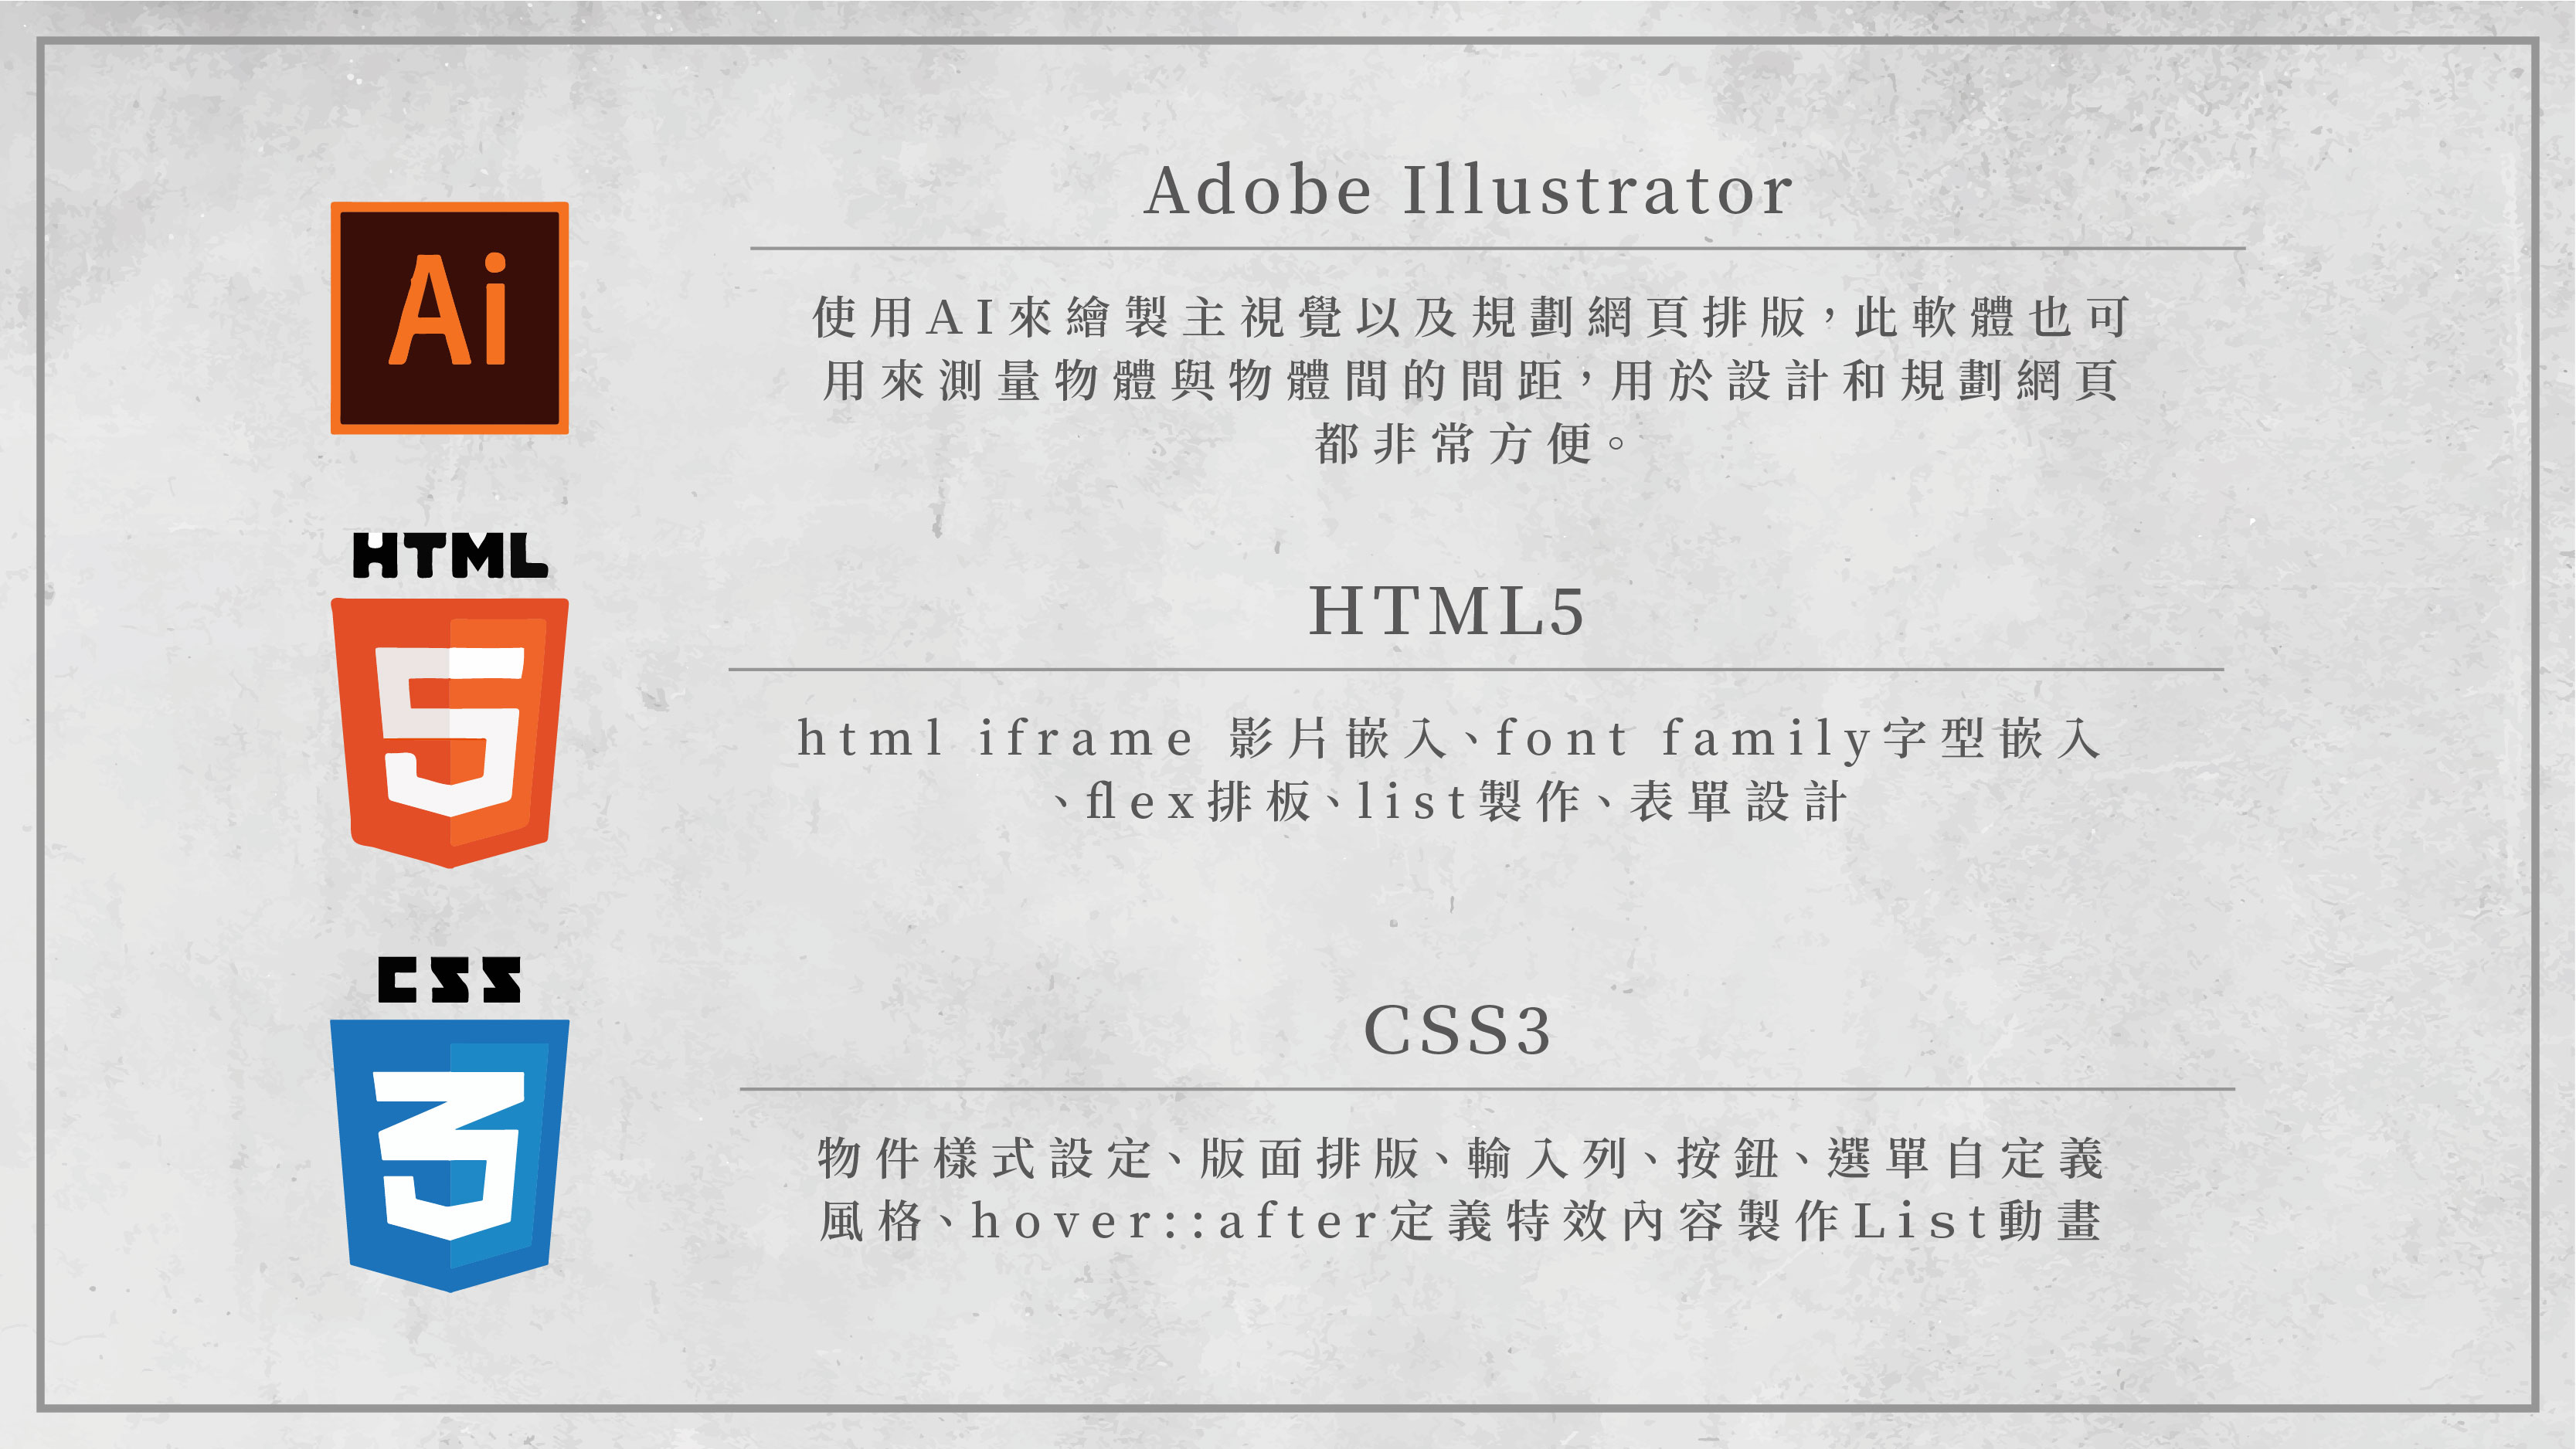 Adobe Illustrator
Ai
使用AI來繪製主視覺以及規劃網頁排版，此軟體也可
用來測量物體與物體間的間距，用於設計和規劃網頁
都非常方便。
HTML
5
HTML5
html iframe 影片嵌入、font family字型嵌入
、flex排板、list製作、表單設計
CSS
3
CSS3
物件樣式設定、版面排版、輸入列、按鈕、選單自定義
風格、hover::after定義特效內容製作List動畫